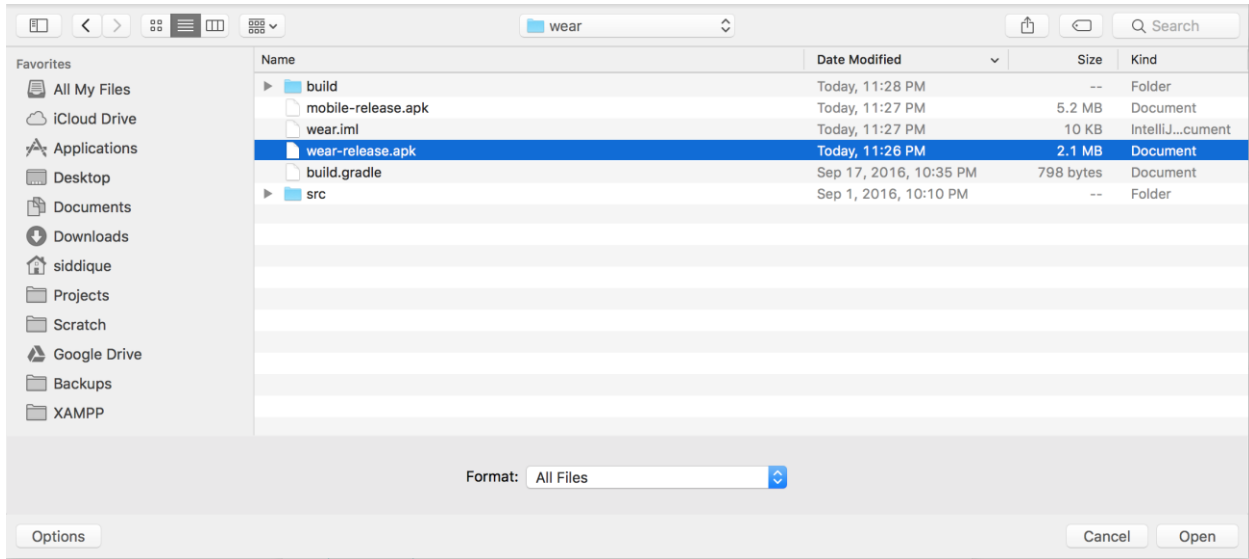 wear
Search
Favorites
All My Files
iCloud Drive
Applications
Desktop
Documents
Downloads
siddique
Projects
Scratch
Google Drive
Backups
XAMPP
Name Date Modified Size Kind
build Today, 11:28 PM -- Folder
mobile-release.apk Today, 11:27 PM 5.2 MB Document
wear.iml Today, 11:27 PM 10 KB IntelliJ...cument
wear-release.apk Today, 11:26 PM 2.1 MB Document
build.gradle Sep 17, 2016, 10:35 PM 798 bytes Document
src Sep 1, 2016, 10:10 PM -- Folder
Format: All Files
Options Cancel Open